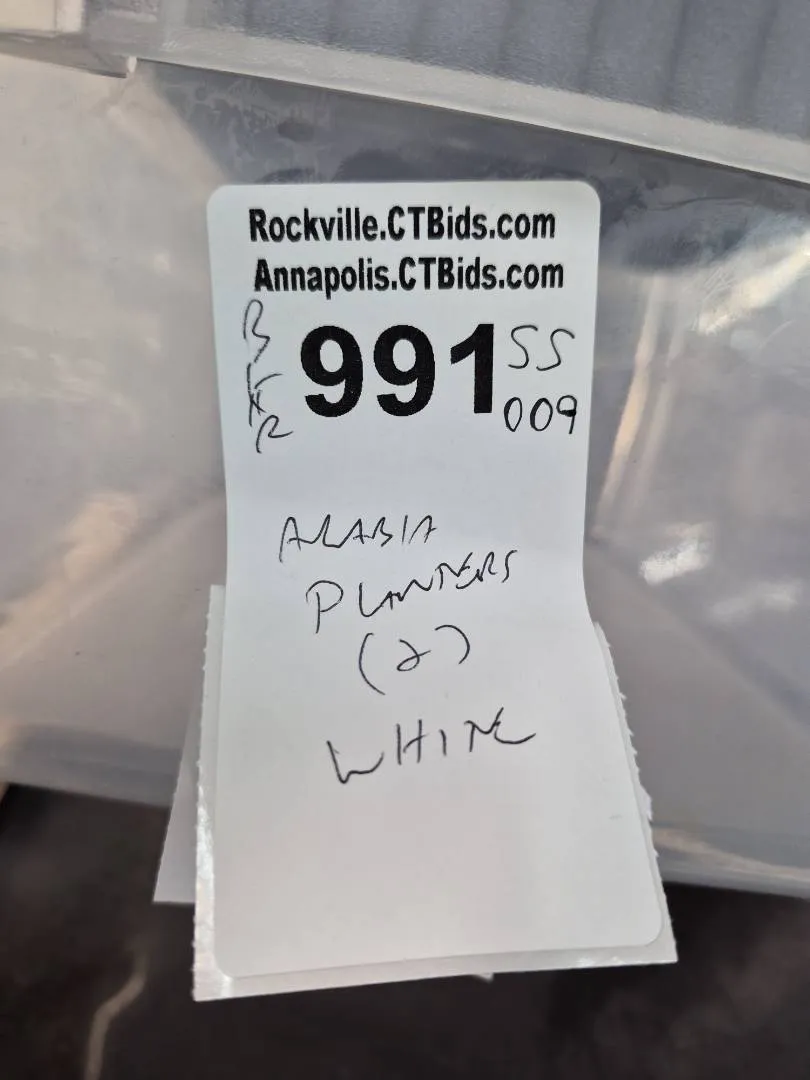 Rockville.CTBids.com
Annapolis.CTBids.com
991
SS
009
ARABIA
PLANTERS
(2)
WHITE